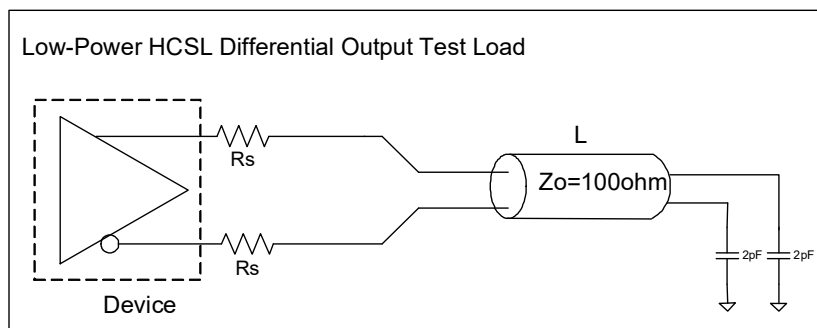 Low-Power HCSL Differential Output Test Load
Rs
L
Zo=100ohm
2pF
2pF
Rs
Device